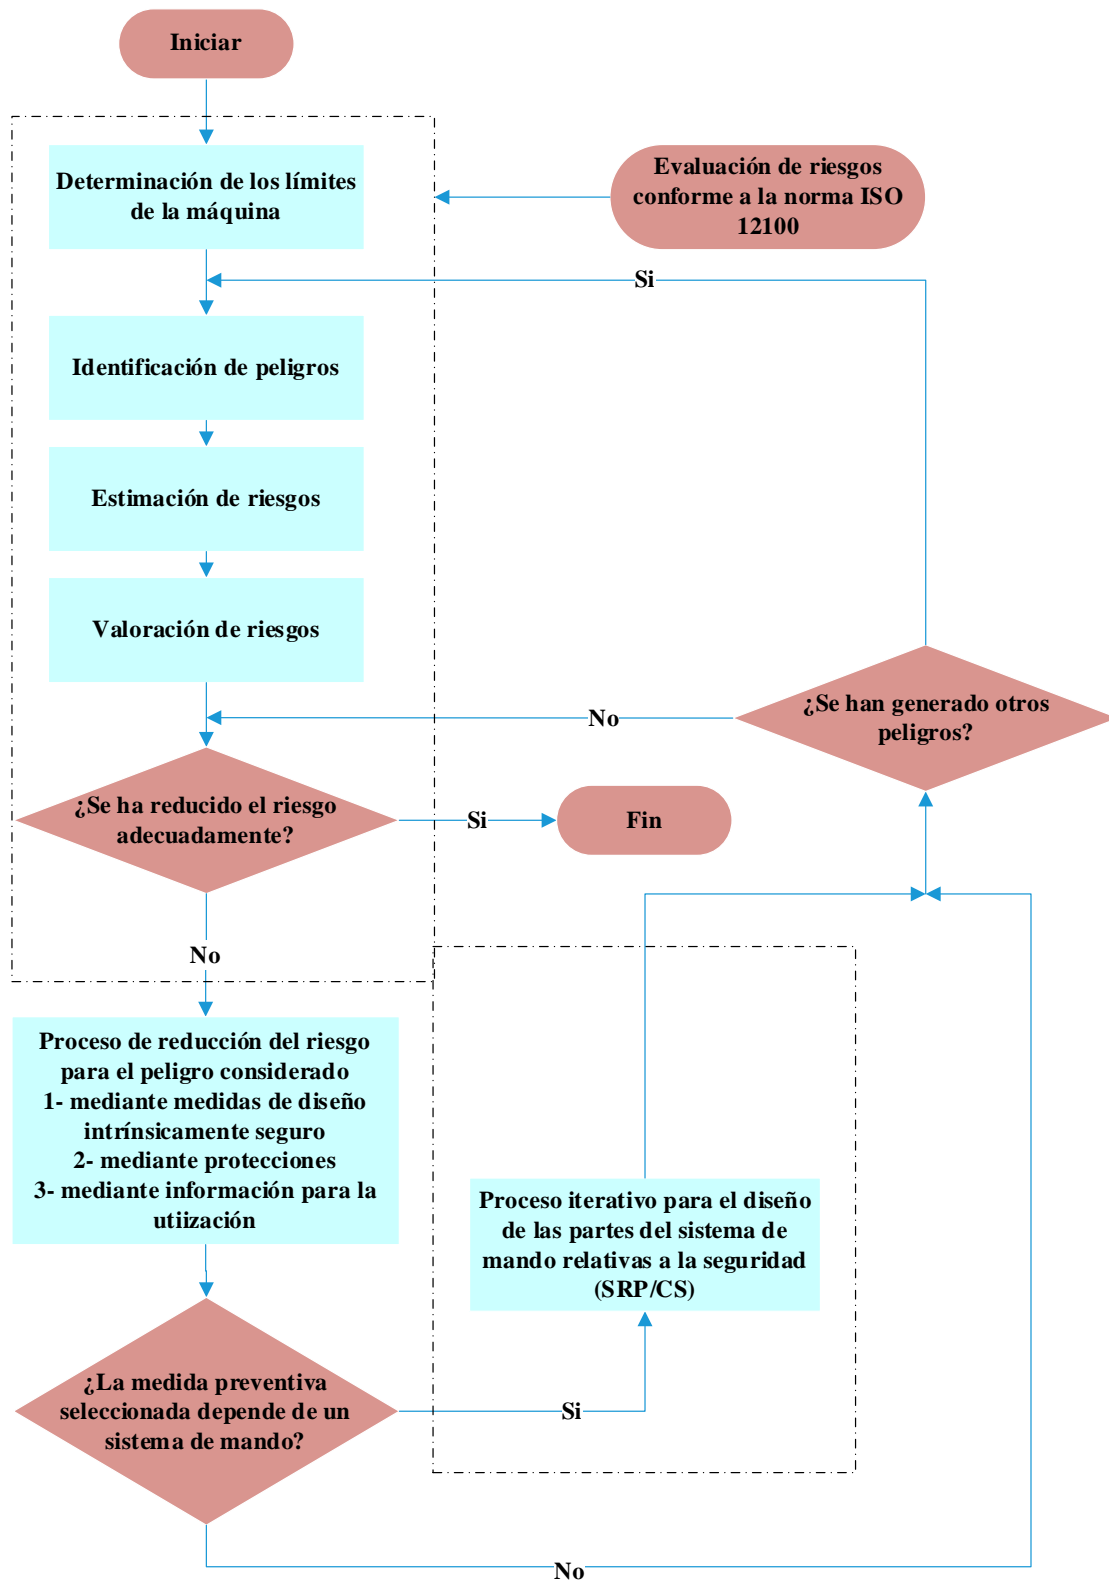 Iniciar
Determinación de los límites
de la máquina
Evaluación de riesgos
conforme a la norma ISO
12100
Si
Identificación de peligros
Estimación de riesgos
Valoración de riesgos
¿Se han generado otros
peligros?
No
¿Se ha reducido el riesgo
adecuadamente?
Si
Fin
No
Proceso de reducción del riesgo
para el peligro considerado
1- mediante medidas de diseño
intrínsicamente seguro
2- mediante protecciones
3- mediante información para la
utiización
Proceso iterativo para el diseño
de las partes del sistema de
mando relativas a la seguridad
(SRP/CS)
¿La medida preventiva
seleccionada depende de un
sistema de mando?
Si
No